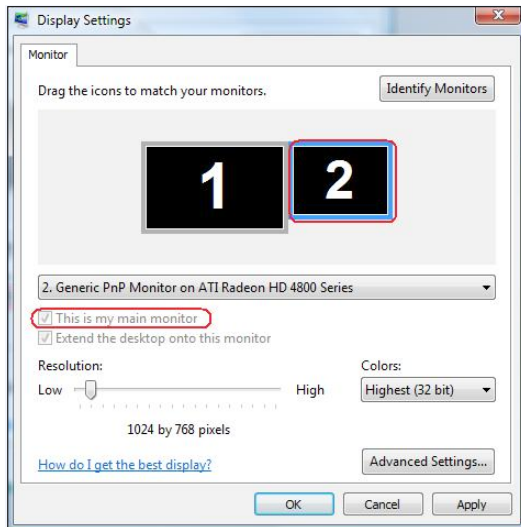 Display Settings
Monitor
Drag the icons to match your monitors.
Identify Monitors
1
2
2. Generic PnP Monitor on ATI Radeon HD 4800 Series
This is my main monitor
Extend the desktop onto this monitor
Resolution:
Colors:
Low
High
Highest (32 bit)
1024 by 768 pixels
How do I get the best display?
Advanced Settings...
OK
Cancel
Apply